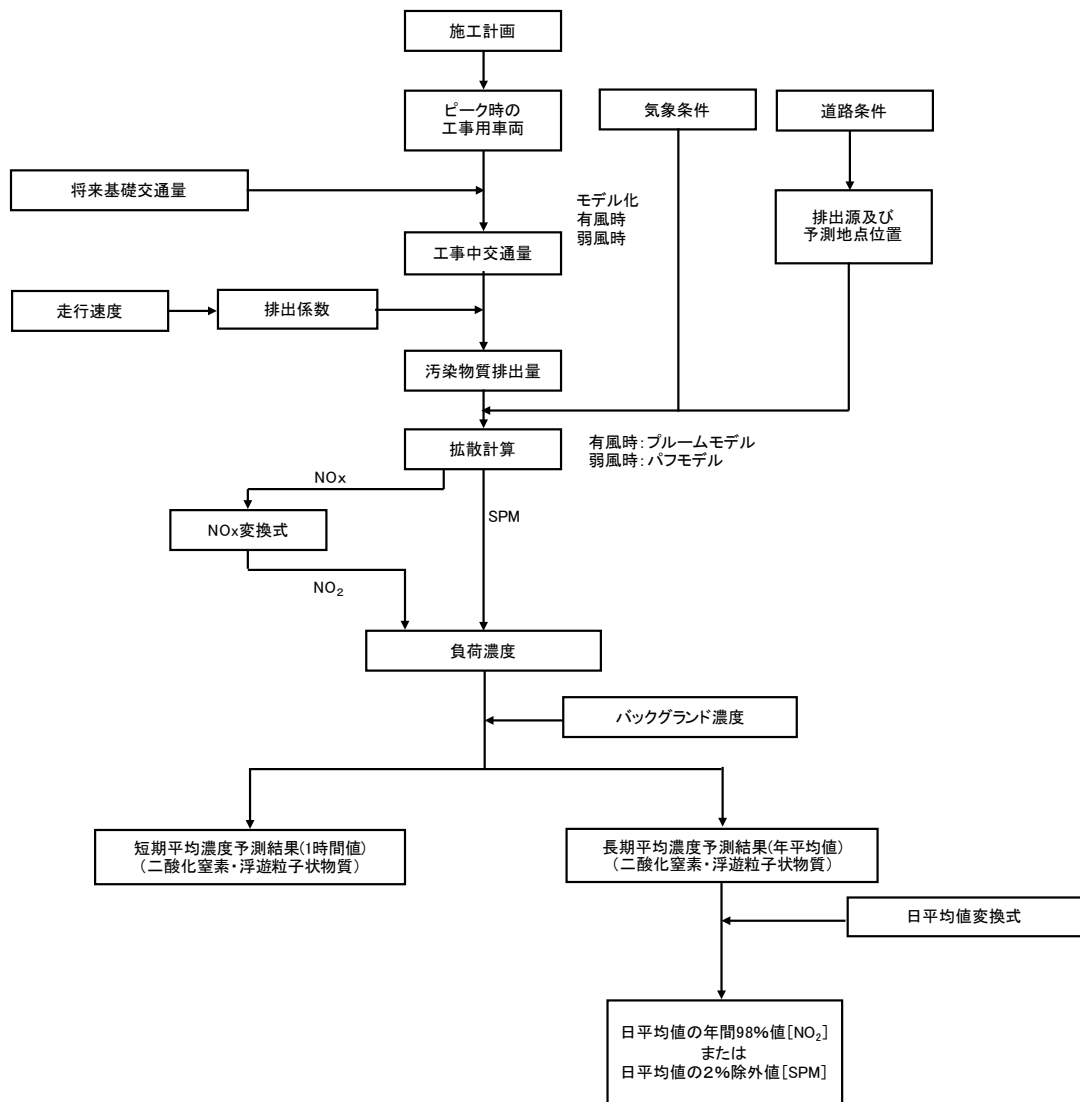 施工計画
ピーク時の
工事用車両
気象条件
道路条件
将来基礎交通量
モデル化
有風時
弱風時
排出源及び
予測地点位置
工事中交通量
走行速度
排出係数
汚染物質排出量
拡散計算
有風時：プルームモデル
弱風時：パフモデル
NOx
SPM
NOx変換式
NO₂
負荷濃度
バックグランド濃度
短期平均濃度予測結果(1時間値)
（二酸化窒素・浮遊粒子状物質）
長期平均濃度予測結果(年平均値)
（二酸化窒素・浮遊粒子状物質）
日平均値変換式
日平均値の年間98%値[NO₂]
または
日平均値の２％除外値[SPM]